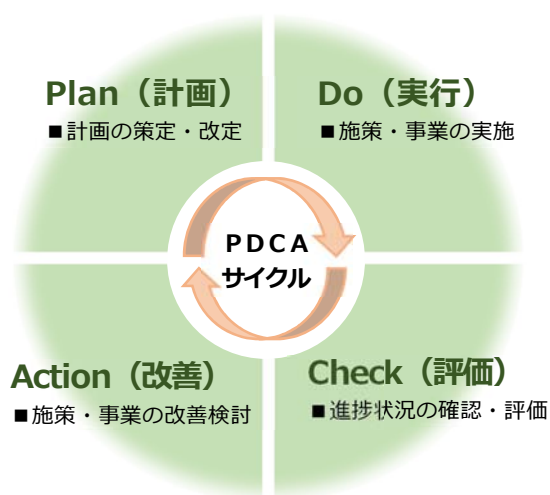 Plan（計画）
■計画の策定・改定
Do（実行）
■施策・事業の実施
PDCA
サイクル
Action（改善）
■施策・事業の改善検討
Check（評価）
■進捗状況の確認・評価